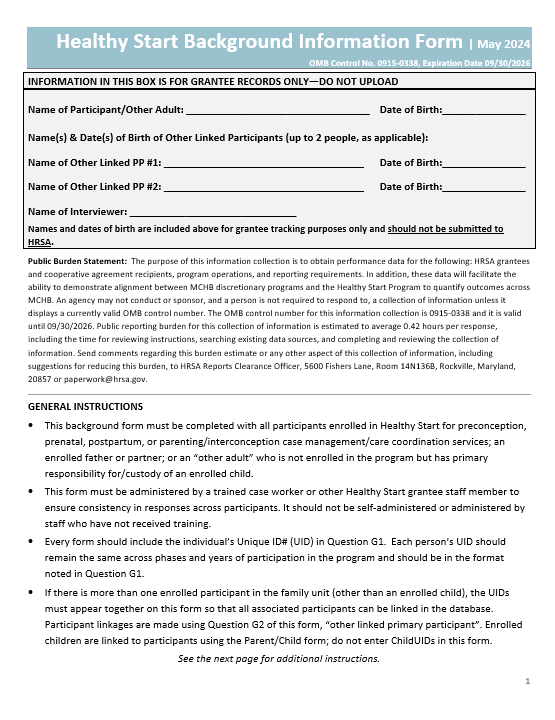 Healthy Start Background Information Form | May 2024
OMB Control No. 0915-0338, Expiration Date 09/30/2026
INFORMATION IN THIS BOX IS FOR GRANTEE RECORDS ONLY—DO NOT UPLOAD
Name of Participant/Other Adult: ___________________________________ Date of Birth:________________
Name(s) & Date(s) of Birth of Other Linked Participants (up to 2 people, as applicable):
Name of Other Linked PP #1: _______________________________________ Date of Birth:________________
Name of Other Linked PP #2: _______________________________________ Date of Birth:________________
Name of Interviewer: ________________________________
Names and dates of birth are included above for grantee tracking purposes only and should not be submitted to
HRSA.
Public Burden Statement: The purpose of this information collection is to obtain performance data for the following: HRSA grantees
and cooperative agreement recipients, program operations, and reporting requirements. In addition, these data will facilitate the
ability to demonstrate alignment between MCHB discretionary programs and the Healthy Start Program to quantify outcomes across
MCHB. An agency may not conduct or sponsor, and a person is not required to respond to, a collection of information unless it
displays a currently valid OMB control number. The OMB control number for this information collection is 0915-0338 and it is valid
until 09/30/2026. Public reporting burden for this collection of information is estimated to average 0.42 hours per response,
including the time for reviewing instructions, searching existing data sources, and completing and reviewing the collection of
information. Send comments regarding this burden estimate or any other aspect of this collection of information, including
suggestions for reducing this burden, to HRSA Reports Clearance Officer, 5600 Fishers Lane, Room 14N136B, Rockville, Maryland,
20857 or paperwork@hrsa.gov.
GENERAL INSTRUCTIONS
• This background form must be completed with all participants enrolled in Healthy Start for preconception,
prenatal, postpartum, or parenting/interconception case management/care coordination services; an
enrolled father or partner; or an “other adult” who is not enrolled in the program but has primary
responsibility for/custody of an enrolled child.
• This form must be administered by a trained case worker or other Healthy Start grantee staff member to
ensure consistency in responses across participants. It should not be self-administered or administered by
staff who have not received training.
• Every form should include the individual’s Unique ID# (UID) in Question G1. Each person’s UID should
remain the same across phases and years of participation in the program and should be in the format
noted in Question G1.
• If there is more than one enrolled participant in the family unit (other than an enrolled child), the UIDs
must appear together on this form so that all associated participants can be linked in the database.
Participant linkages are made using Question G2 of this form, “other linked primary participant”. Enrolled
children are linked to participants using the Parent/Child form; do not enter ChildUIDs in this form.
See the next page for additional instructions.
1